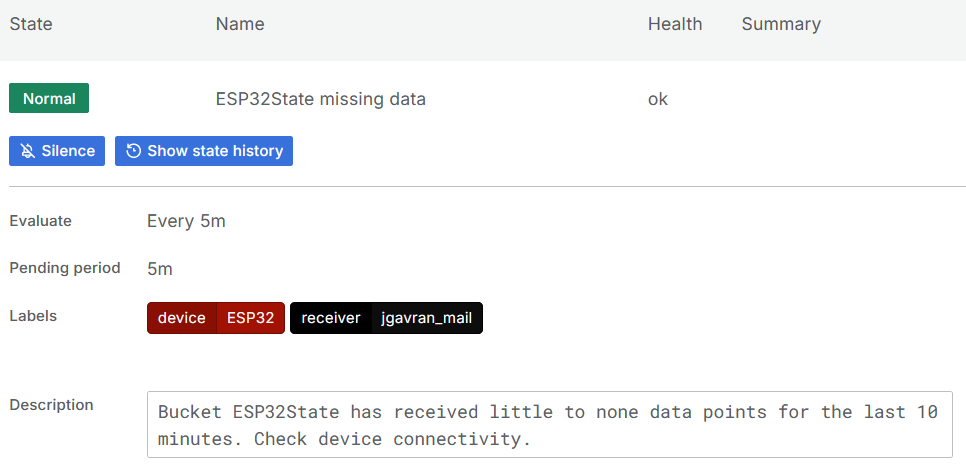 State Name Health Summary
Normal ESP32State missing data ok
Silence Show state history
Evaluate Every 5m
Pending period 5m
Labels device ESP32 receiver jgavran_mail
Description Bucket ESP32State has received little to none data points for the last 10
minutes. Check device connectivity.